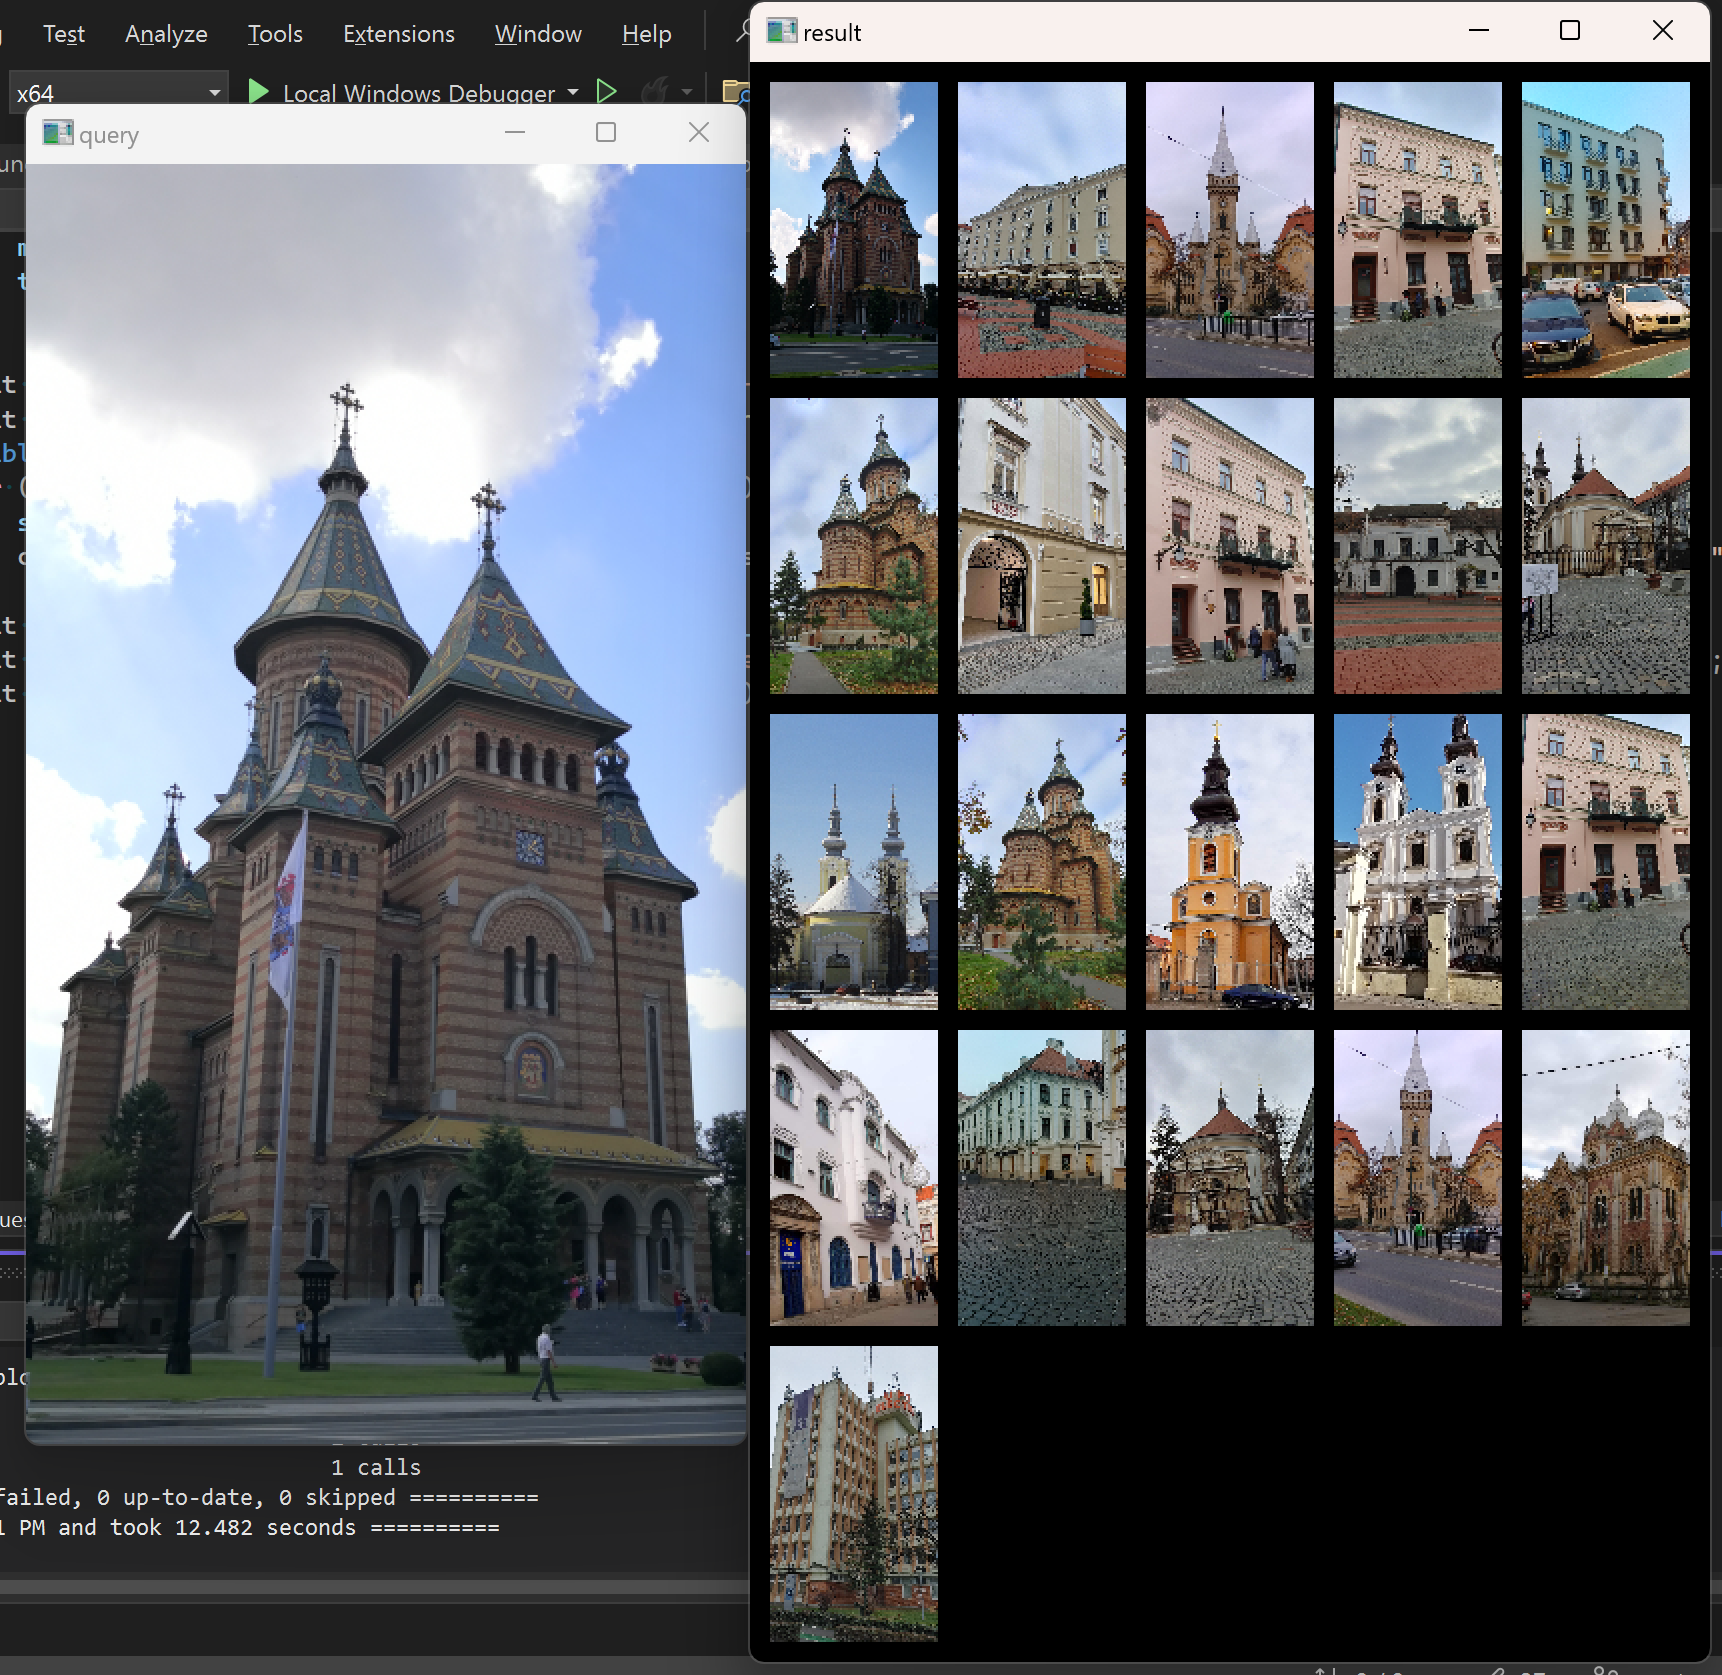 Test Analyze Tools Extensions Window Help
x64 Local Windows Debugger
query
result
1 calls
failed, 0 up-to-date, 0 skipped ==========
PM and took 12.482 seconds ==========